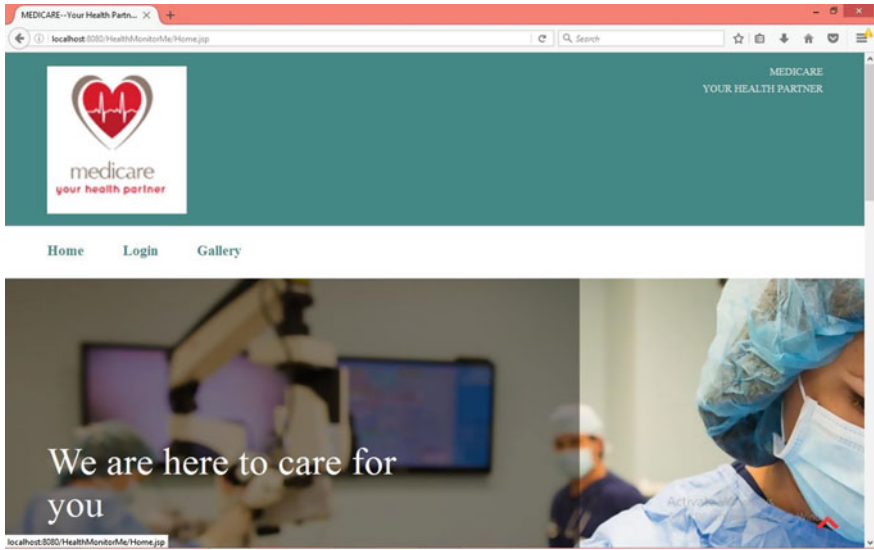 MEDICARE--Your Health Partn...
localhost:8080/HealthMonitorMe/Home.jsp
Search
MEDICARE
YOUR HEALTH PARTNER
medicare
your health partner
Home Login Gallery
We are here to care for
you
localhost:8080/HealthMonitorMe/Home.jsp